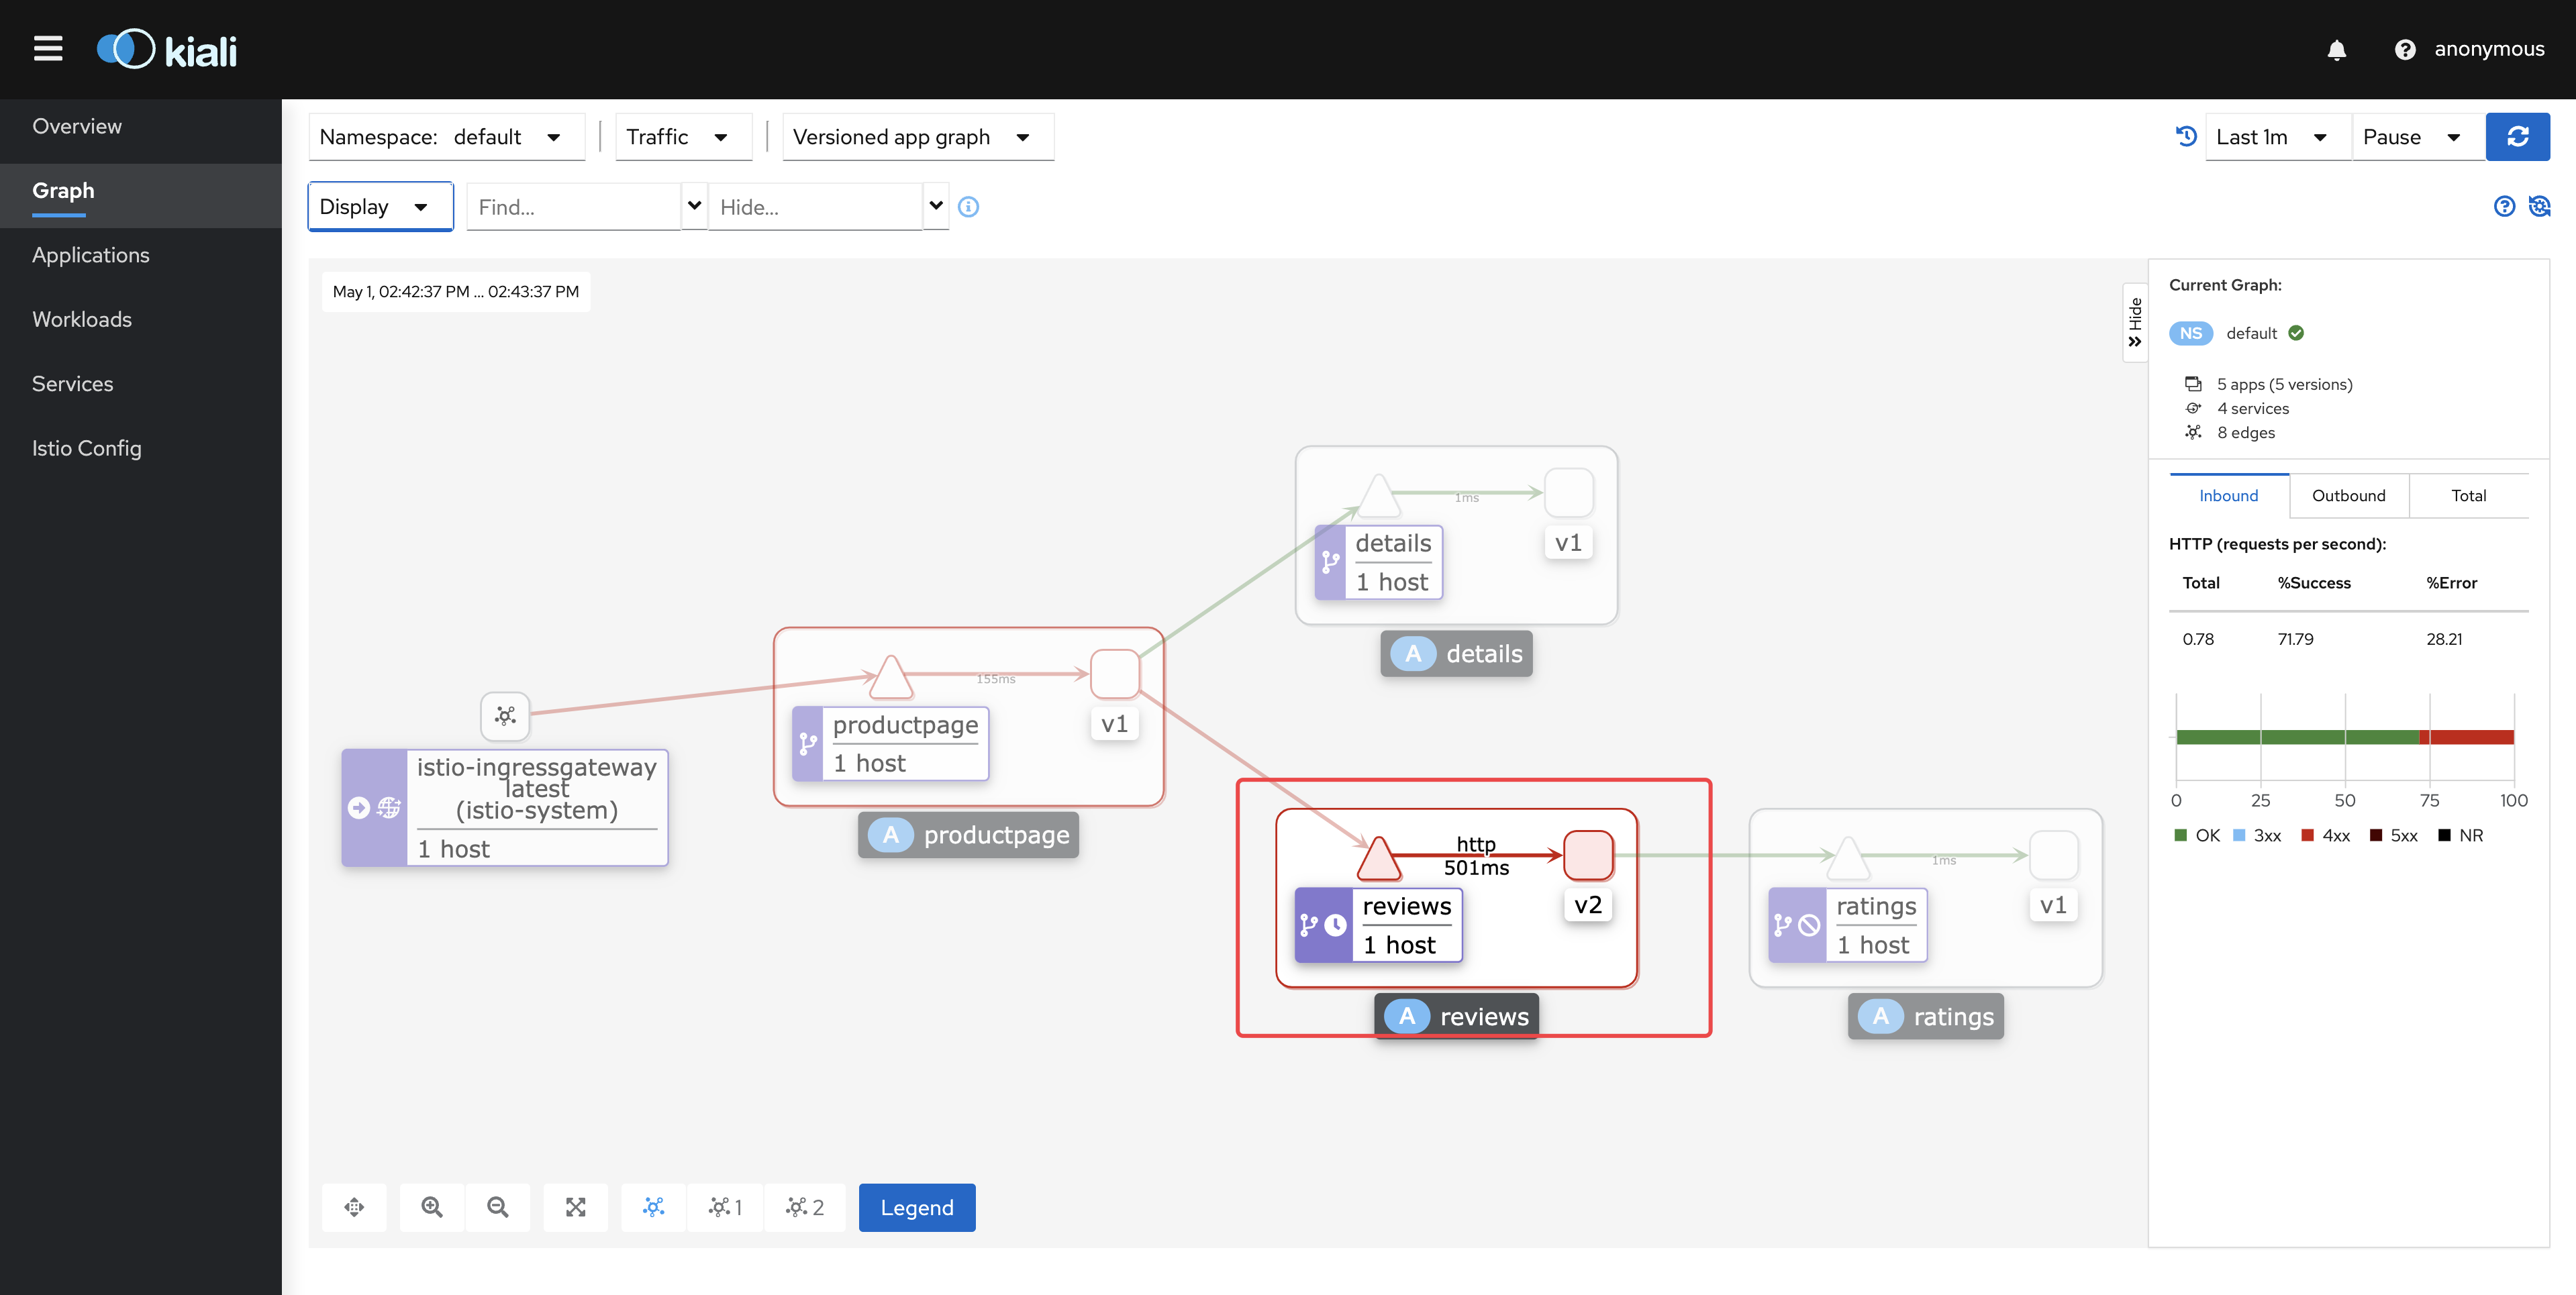 kiali
anonymous
Overview
Graph
Applications
Workloads
Services
Istio Config
Namespace: default
Traffic
Versioned app graph
Last 1m
Pause
Display
Find...
Hide...
May 1, 02:42:37 PM ... 02:43:37 PM
Hide
1ms
details
1 host
v1
A details
155ms
productpage
1 host
v1
A productpage
istio-ingressgateway
latest
(istio-system)
1 host
http
501ms
reviews
1 host
v2
A reviews
1ms
ratings
1 host
v1
A ratings
1
2
Legend
Current Graph:
NS default
5 apps (5 versions)
4 services
8 edges
Inbound Outbound Total
HTTP (requests per second):
Total %Success %Error
0.78 71.79 28.21
0 25 50 75 100
OK 3xx 4xx 5xx NR